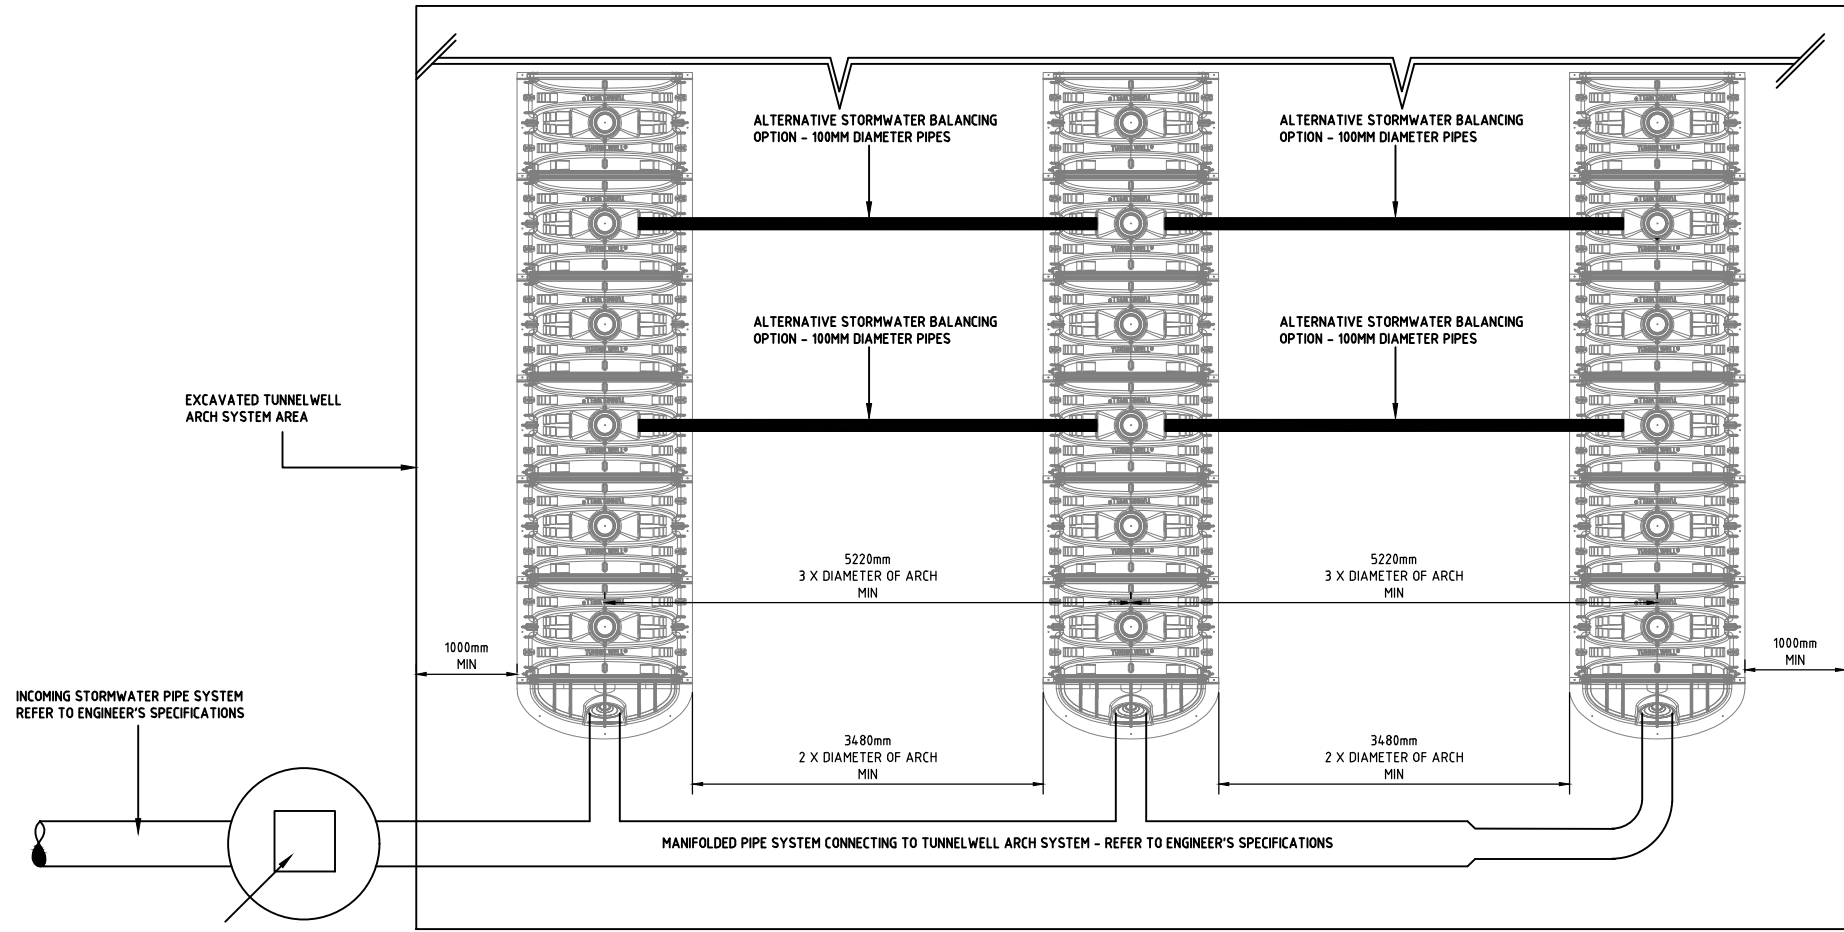 ALTERNATIVE STORMWATER BALANCING
OPTION - 100MM DIAMETER PIPES
ALTERNATIVE STORMWATER BALANCING
OPTION - 100MM DIAMETER PIPES
ALTERNATIVE STORMWATER BALANCING
OPTION - 100MM DIAMETER PIPES
ALTERNATIVE STORMWATER BALANCING
OPTION - 100MM DIAMETER PIPES
EXCAVATED TUNNELWELL
ARCH SYSTEM AREA
5220mm
3 X DIAMETER OF ARCH
MIN
5220mm
3 X DIAMETER OF ARCH
MIN
1000mm
MIN
1000mm
MIN
INCOMING STORMWATER PIPE SYSTEM
REFER TO ENGINEER'S SPECIFICATIONS
3480mm
2 X DIAMETER OF ARCH
MIN
3480mm
2 X DIAMETER OF ARCH
MIN
MANIFOLDED PIPE SYSTEM CONNECTING TO TUNNELWELL ARCH SYSTEM - REFER TO ENGINEER'S SPECIFICATIONS